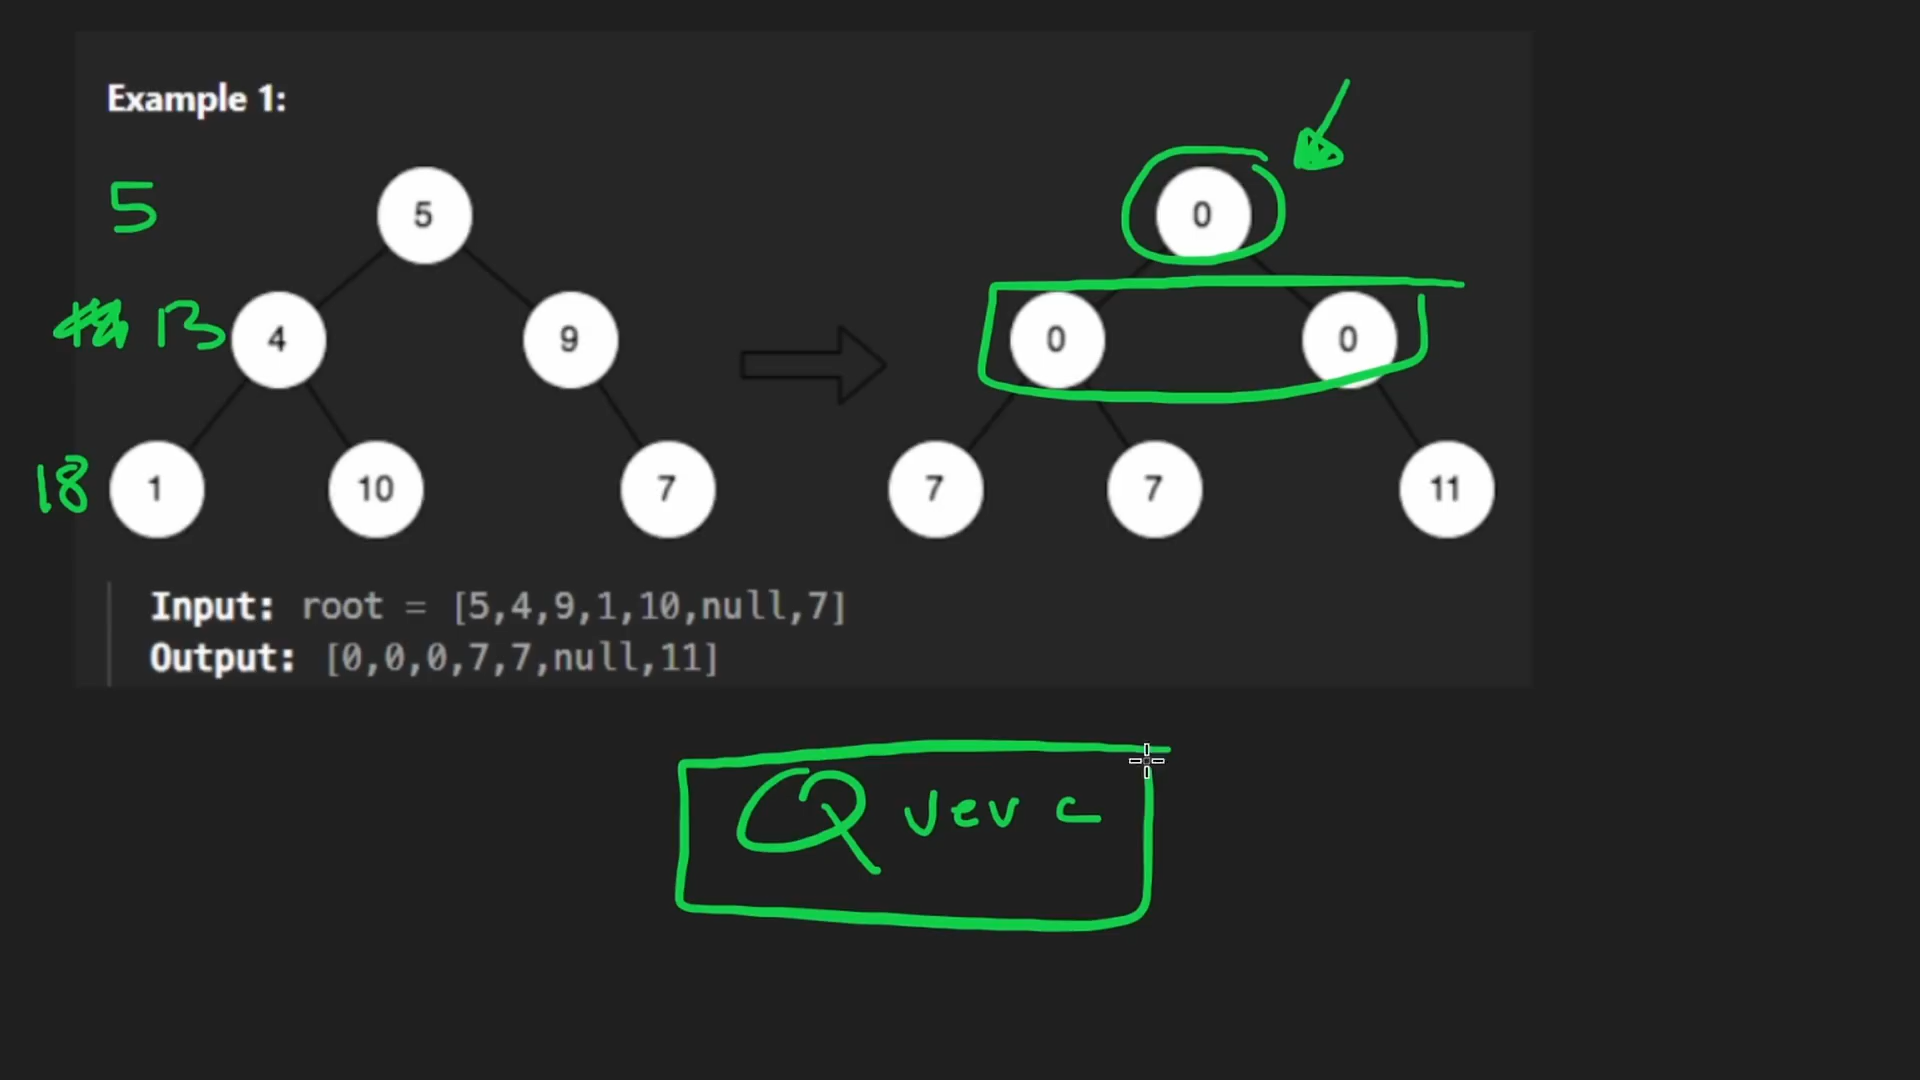 Example 1:
5 5 0
13 4 9 0 0
18 1 10 7 7 7 11
Input: root = [5,4,9,1,10,null,7]
Output: [0,0,0,7,7,null,11]
Queue